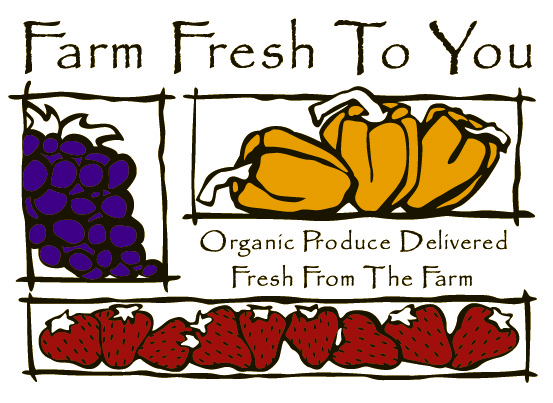 Farm Fresh To You
Organic Produce Delivered
Fresh From The Farm